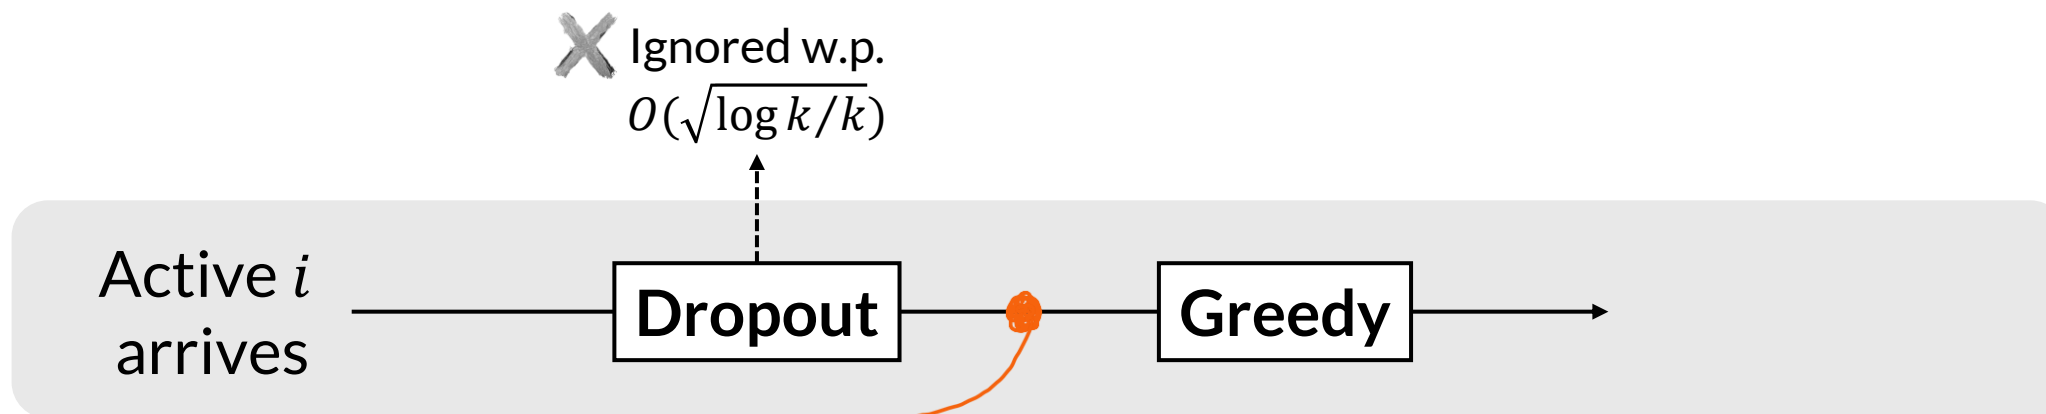 Ignored w.p.
O(√log k/k)
Active i
arrives
Dropout
Greedy